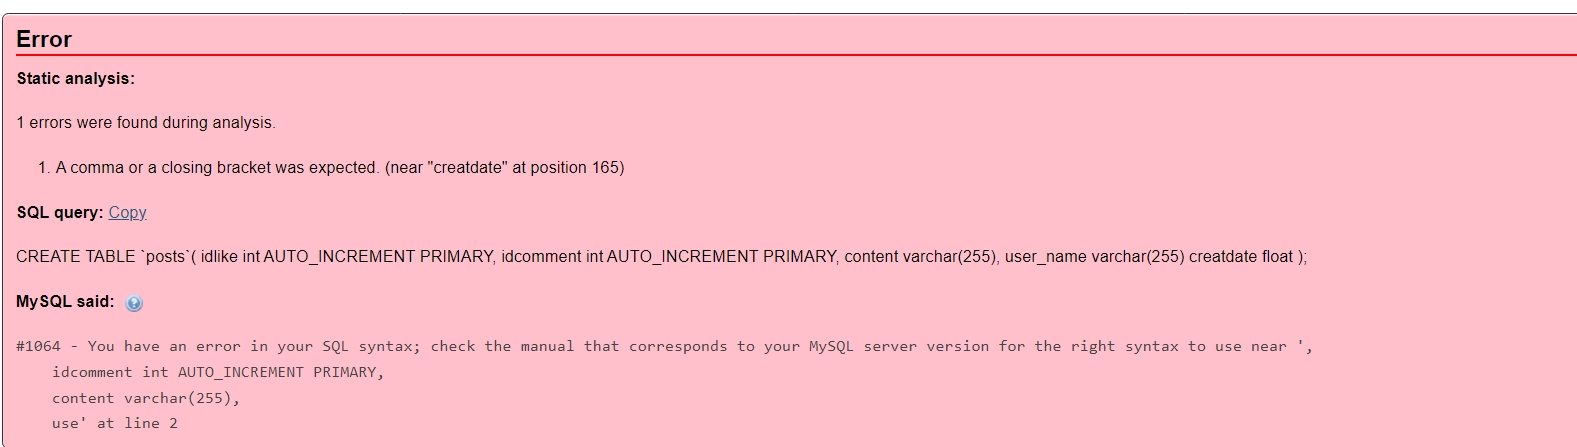 Error
Static analysis:
1 errors were found during analysis.
1. A comma or a closing bracket was expected. (near "creatdate" at position 165)
SQL query: Copy
CREATE TABLE `posts`( idlike int AUTO_INCREMENT PRIMARY, idcomment int AUTO_INCREMENT PRIMARY, content varchar(255), user_name varchar(255) creatdate float );
MySQL said:
#1064 - You have an error in your SQL syntax; check the manual that corresponds to your MySQL server version for the right syntax to use near ',
idcomment int AUTO_INCREMENT PRIMARY,
content varchar(255),
use' at line 2